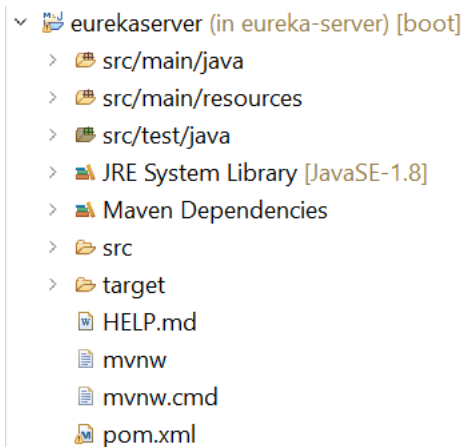 eurekaserver (in eureka-server) [boot]
src/main/java
src/main/resources
src/test/java
JRE System Library [JavaSE-1.8]
Maven Dependencies
src
target
HELP.md
mvnw
mvnw.cmd
pom.xml